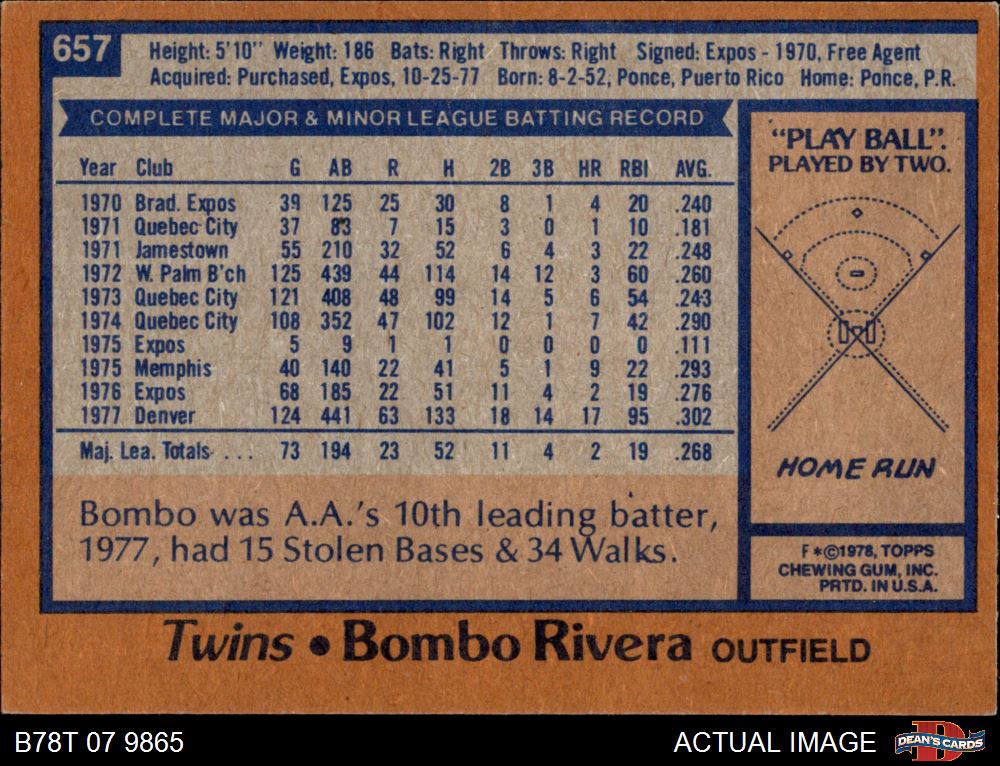 657
Height: 5'10" Weight: 186 Bats: Right Throws: Right Signed: Expos - 1970, Free Agent
Acquired: Purchased, Expos, 10-25-77 Born: 8-2-52, Ponce, Puerto Rico Home: Ponce, P.R.
COMPLETE MAJOR & MINOR LEAGUE BATTING RECORD
Year Club G AB R H 2B 3B HR RBI AVG.
1970 Brad. Expos 39 125 25 30 8 1 4 20 .240
1971 Quebec City 37 83 7 15 3 0 1 10 .181
1971 Jamestown 55 210 32 52 6 4 3 22 .248
1972 W. Palm B'ch 125 439 44 114 14 12 3 60 .260
1973 Quebec City 121 408 48 99 14 5 6 54 .243
1974 Quebec City 108 352 47 102 12 1 7 42 .290
1975 Expos 5 9 1 1 0 0 0 0 .111
1975 Memphis 40 140 22 41 5 1 9 22 .293
1976 Expos 68 185 22 51 11 4 2 19 .276
1977 Denver 124 441 63 133 18 14 17 95 .302
Maj. Lea. Totals. . . . 73 194 23 52 11 4 2 19 .268
Bombo was A.A.'s 10th leading batter,
1977, had 15 Stolen Bases & 34 Walks.
"PLAY BALL".
PLAYED BY TWO.
HOME RUN
F*©1978, TOPPS
CHEWING GUM, INC.
PRTD. IN U.S.A.
Twins • Bombo Rivera OUTFIELD
B78T 07 9865
ACTUAL IMAGE
D
DEAN'S CARDS